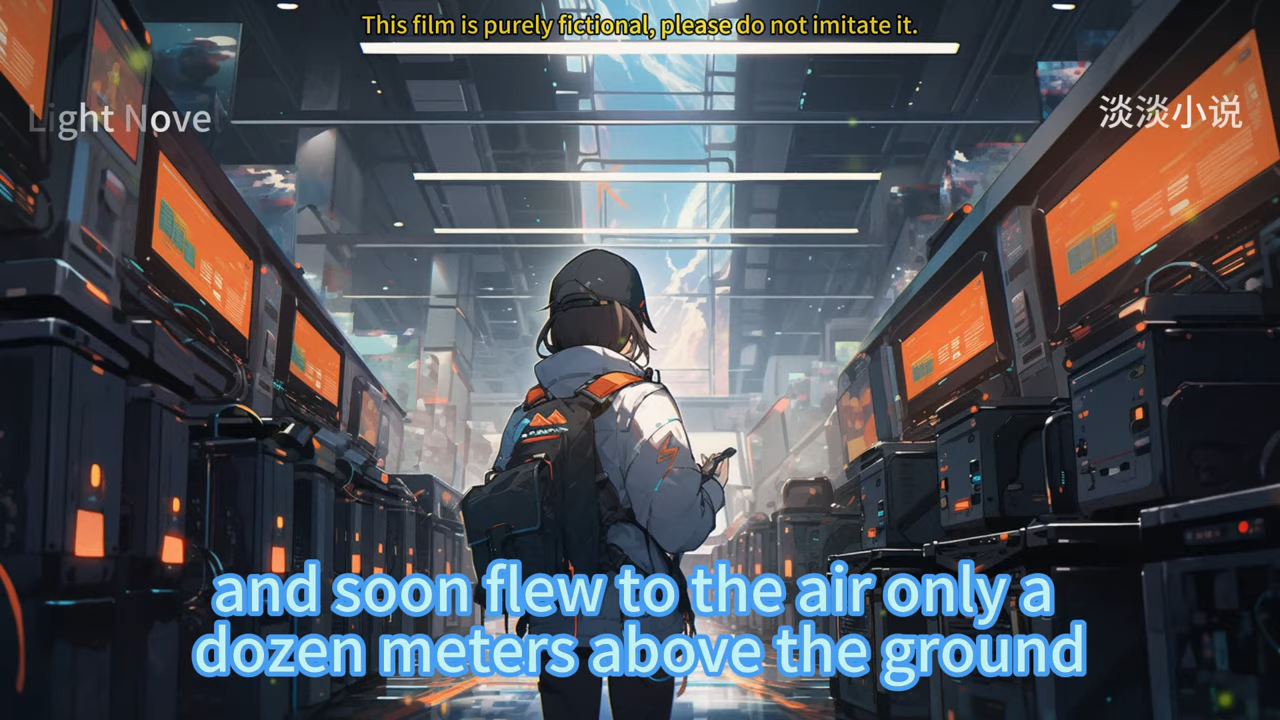 This film is purely fictional, please do not imitate it.
Light Nove
淡淡小说
and soon flew to the air only a
dozen meters above the ground